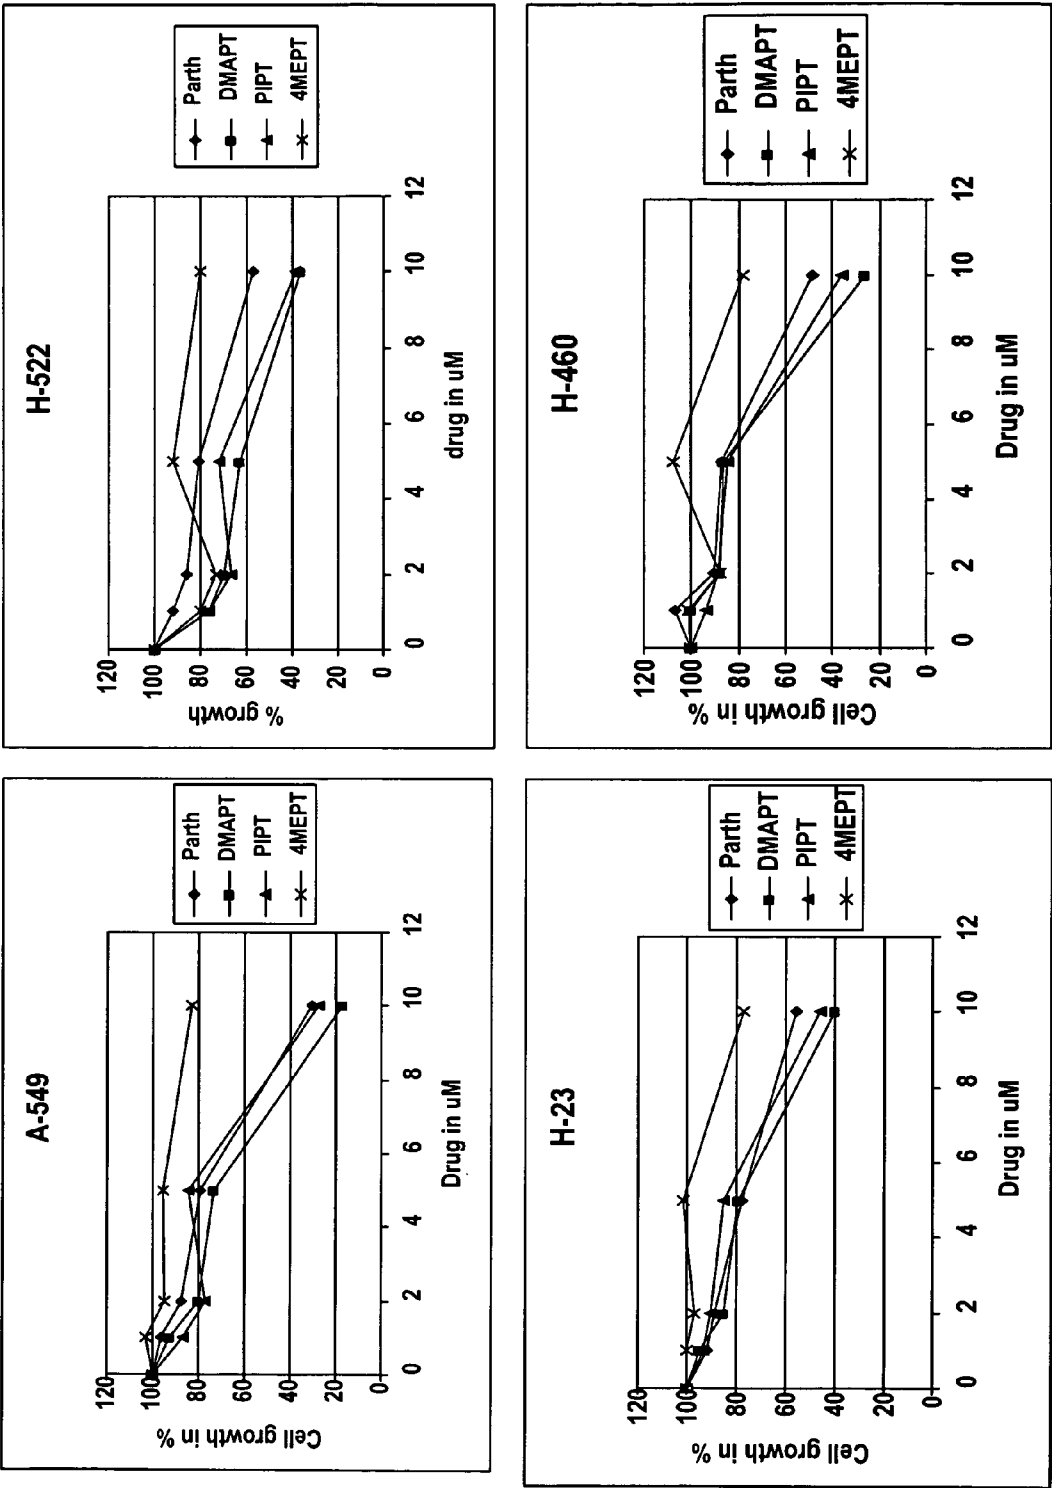 A-549
Cell growth in %
120
100
80
60
40
20
0
0 2 4 6 8 10 12
Drug in uM
Parth
DMAPT
PIPT
4MEPT
H-522
% growth
120
100
80
60
40
20
0
0 2 4 6 8 10 12
drug in uM
Parth
DMAPT
PIPT
4MEPT
H-23
Cell growth in %
120
100
80
60
40
20
0
0 2 4 6 8 10 12
Drug in uM
Parth
DMAPT
PIPT
4MEPT
H-460
Cell growth in %
120
100
80
60
40
20
0
0 2 4 6 8 10 12
Drug in uM
Parth
DMAPT
PIPT
4MEPT